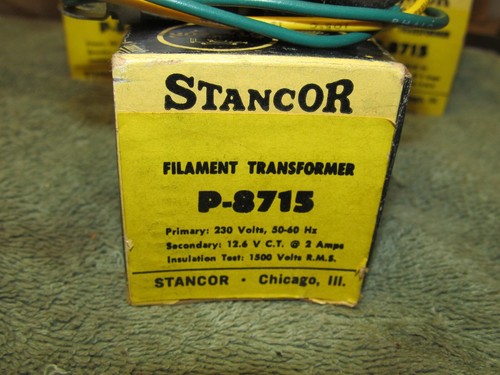 STANCOR
FILAMENT TRANSFORMER
P-8715
Primary: 230 Volts, 50-60 Hz
Secondary: 12.6 V C.T. @ 2 Amps
Insulation Test: 1500 Volts R.M.S.
STANCOR · Chicago, Ill.
8715